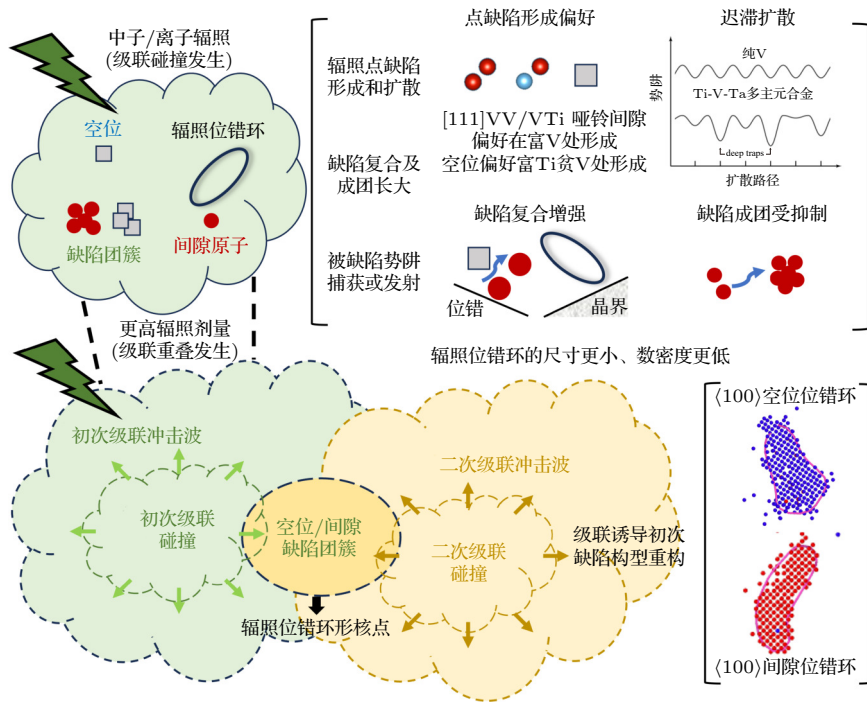 中子/离子辐照
(级联碰撞发生)
空位
辐照位错环
缺陷团簇
间隙原子
辐照点缺陷
形成和扩散
缺陷复合及
成团长大
被缺陷势阱
捕获或发射
点缺陷形成偏好
[111]VV/VTi 哑铃间隙
偏好在富V处形成
空位偏好富Ti贫V处形成
迟滞扩散
势阱
纯V
Ti-V-Ta多主元合金
deep traps
扩散路径
缺陷复合增强
位错
晶界
缺陷成团受抑制
更高辐照剂量
(级联重叠发生)
辐照位错环的尺寸更小、数密度更低
初次级联冲击波
初次级联
碰撞
空位/间隙
缺陷团簇
辐照位错环形核点
二次级联冲击波
二次级联
碰撞
级联诱导初次
缺陷构型重构
⟨100⟩空位位错环
⟨100⟩间隙位错环